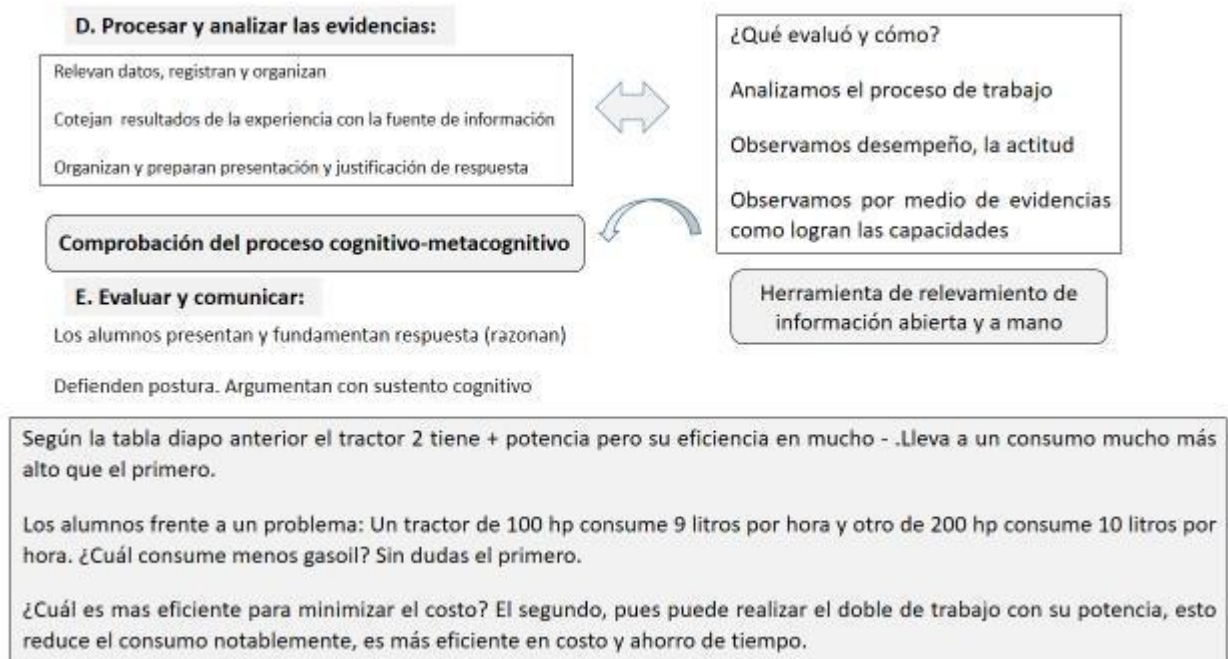 D. Procesar y analizar las evidencias:
Relevan datos, registran y organizan
Cotejan resultados de la experiencia con la fuente de información
Organizan y preparan presentación y justificación de respuesta
¿Qué evaluó y cómo?
Analizamos el proceso de trabajo
Observamos desempeño, la actitud
Observamos por medio de evidencias
como logran las capacidades
Comprobación del proceso cognitivo-metacognitivo
Herramienta de relevamiento de
información abierta y a mano
E. Evaluar y comunicar:
Los alumnos presentan y fundamentan respuesta (razonan)
Defienden postura. Argumentan con sustento cognitivo
Según la tabla diapo anterior el tractor 2 tiene + potencia pero su eficiencia en mucho - .Lleva a un consumo mucho más
alto que el primero.
Los alumnos frente a un problema: Un tractor de 100 hp consume 9 litros por hora y otro de 200 hp consume 10 litros por
hora. ¿Cuál consume menos gasoil? Sin dudas el primero.
¿Cuál es mas eficiente para minimizar el costo? El segundo, pues puede realizar el doble de trabajo con su potencia, esto
reduce el consumo notablemente, es más eficiente en costo y ahorro de tiempo.